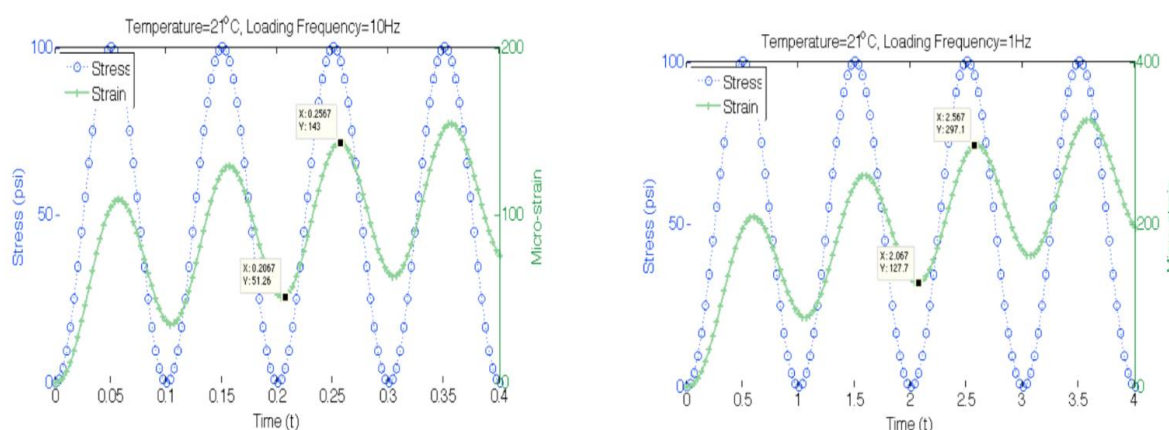 Temperature=21⁰C, Loading Frequency=10Hz
100
200
Stress
Strain
X: 0.2567
Y: 143
50
100
X: 0.2067
Y: 51.26
0
0
0 0.05 0.1 0.15 0.2 0.25 0.3 0.35 0.4
Time (t)
Stress (psi)
Micro-strain
Temperature=21⁰C, Loading Frequency=1Hz
100
400
Stress
Strain
X: 2.567
Y: 297.1
50
200
X: 2.067
Y: 127.7
0
0
0 0.5 1 1.5 2 2.5 3 3.5 4
Time (t)
Stress (psi)